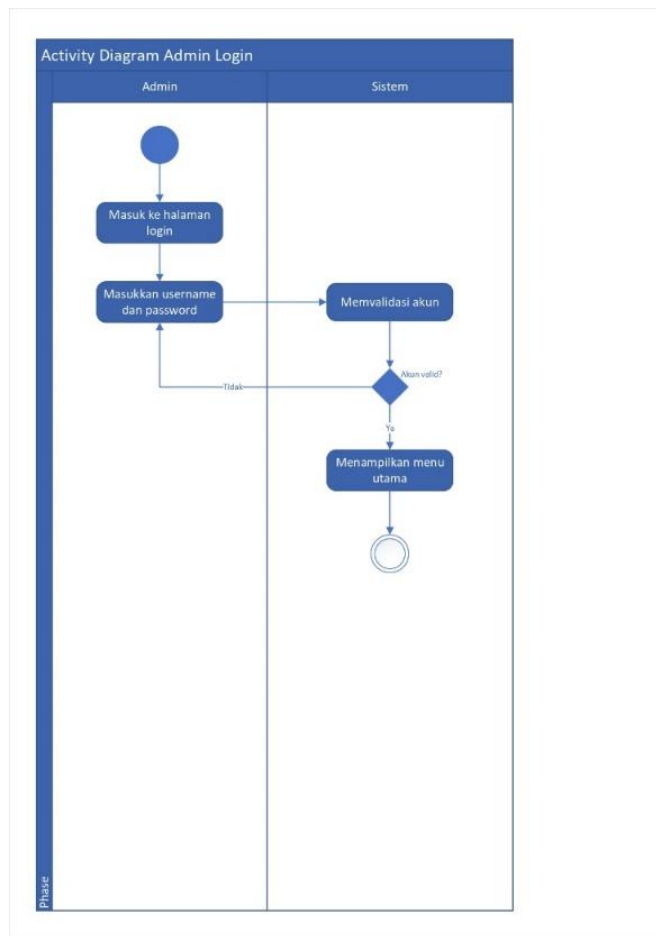 Activity Diagram Admin Login
Admin
Sistem
Masuk ke halaman
login
Masukkan username
dan password
Memvalidasi akun
Akun valid?
Tidak
Ya
Menampilkan menu
utama
Phase